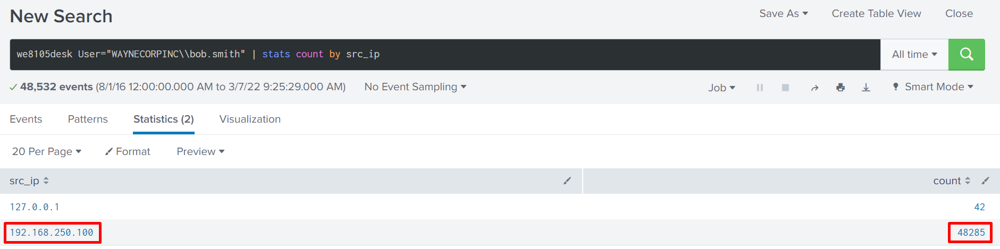 New Search
Save As Create Table View Close
we8105desk User="WAYNECORPINC\\bob.smith" | stats count by src_ip
All time
48,532 events (8/1/16 12:00:00.000 AM to 3/7/22 9:25:29.000 AM) No Event Sampling
Job Smart Mode
Events Patterns Statistics (2) Visualization
20 Per Page Format Preview
src_ip count
127.0.0.1 42
192.168.250.100 48285